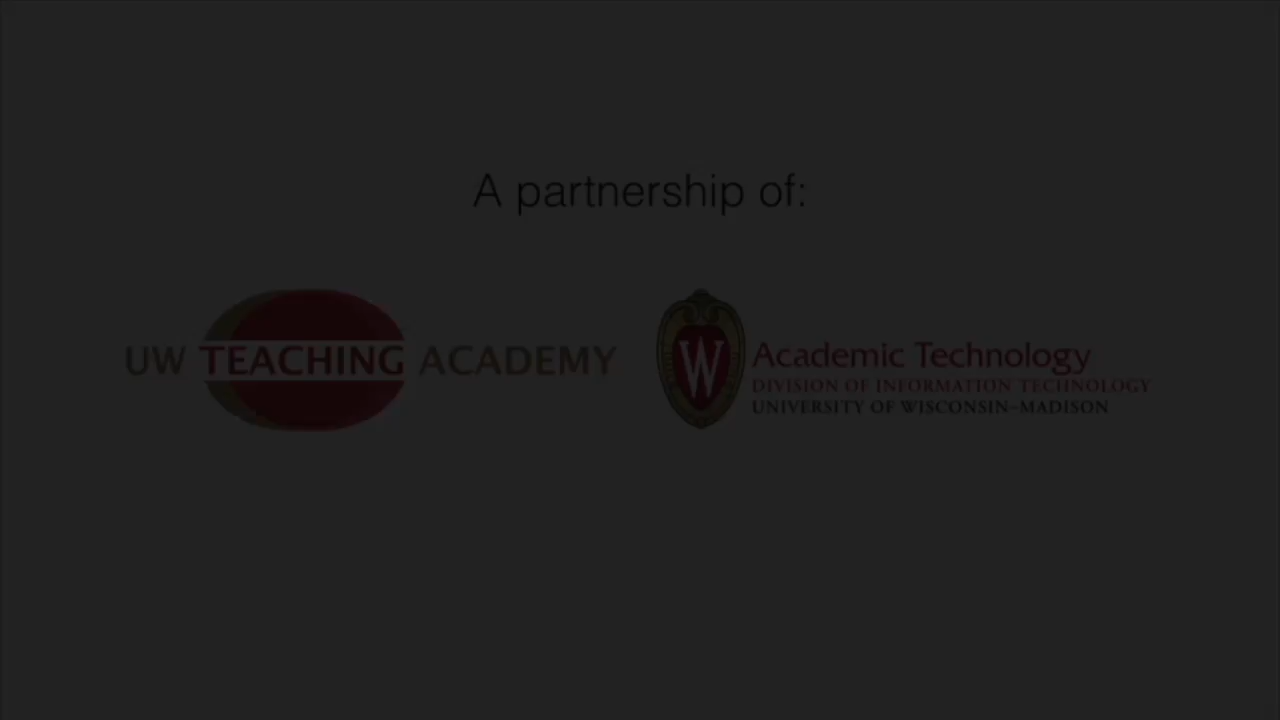 A partnership of:
UW TEACHING ACADEMY
W
Academic Technology
DIVISION OF INFORMATION TECHNOLOGY
UNIVERSITY OF WISCONSIN–MADISON